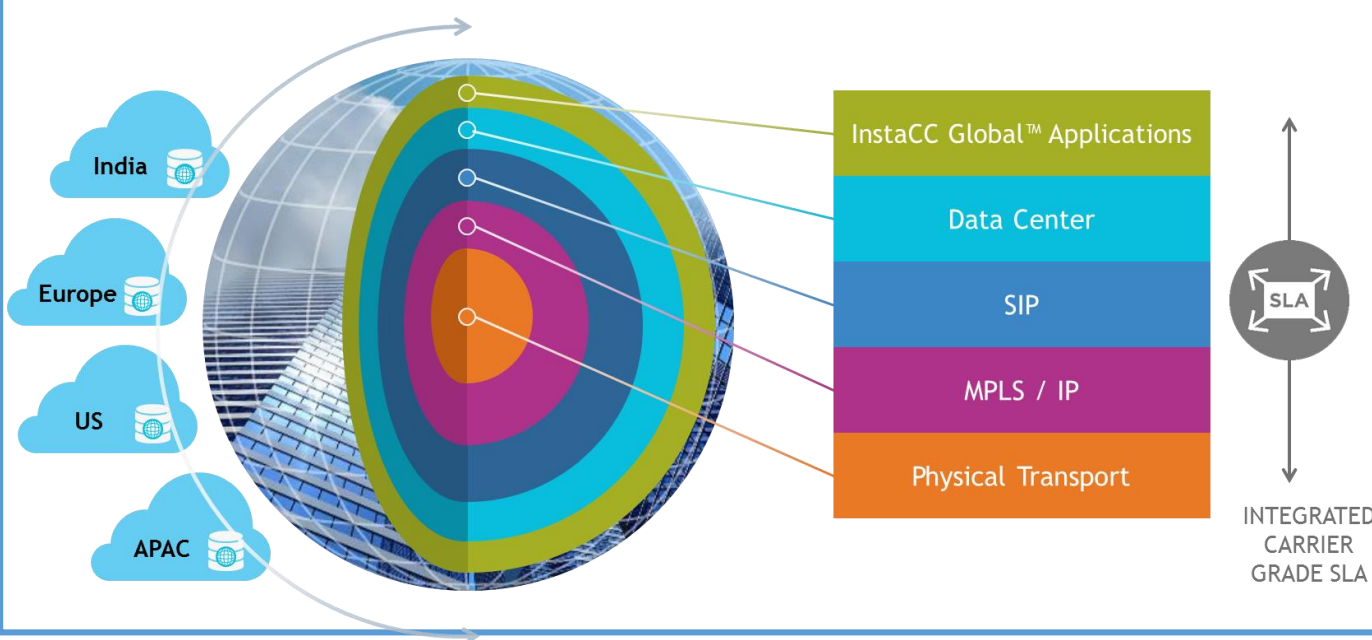 India
Europe
US
APAC
InstaCC Global™ Applications
Data Center
SIP
MPLS / IP
Physical Transport
SLA
INTEGRATED
CARRIER
GRADE SLA